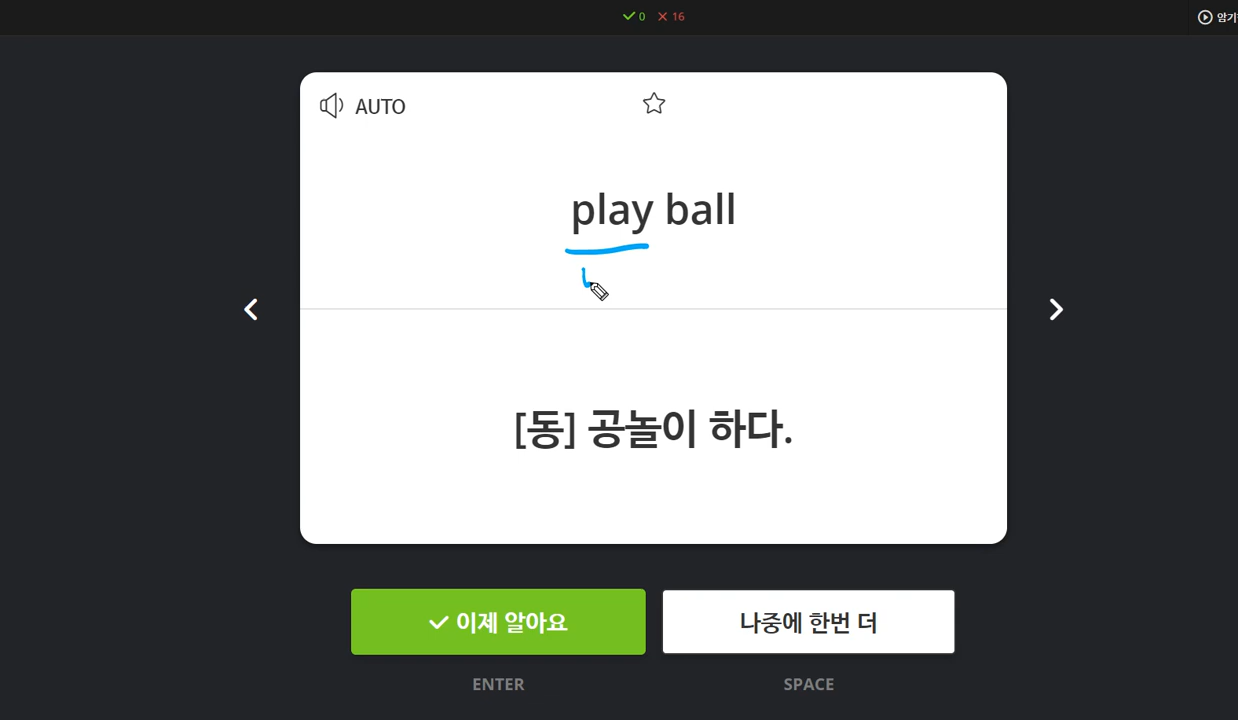 0 16
암기
AUTO
play ball
[동] 공놀이 하다.
이제 알아요
나중에 한번 더
ENTER
SPACE